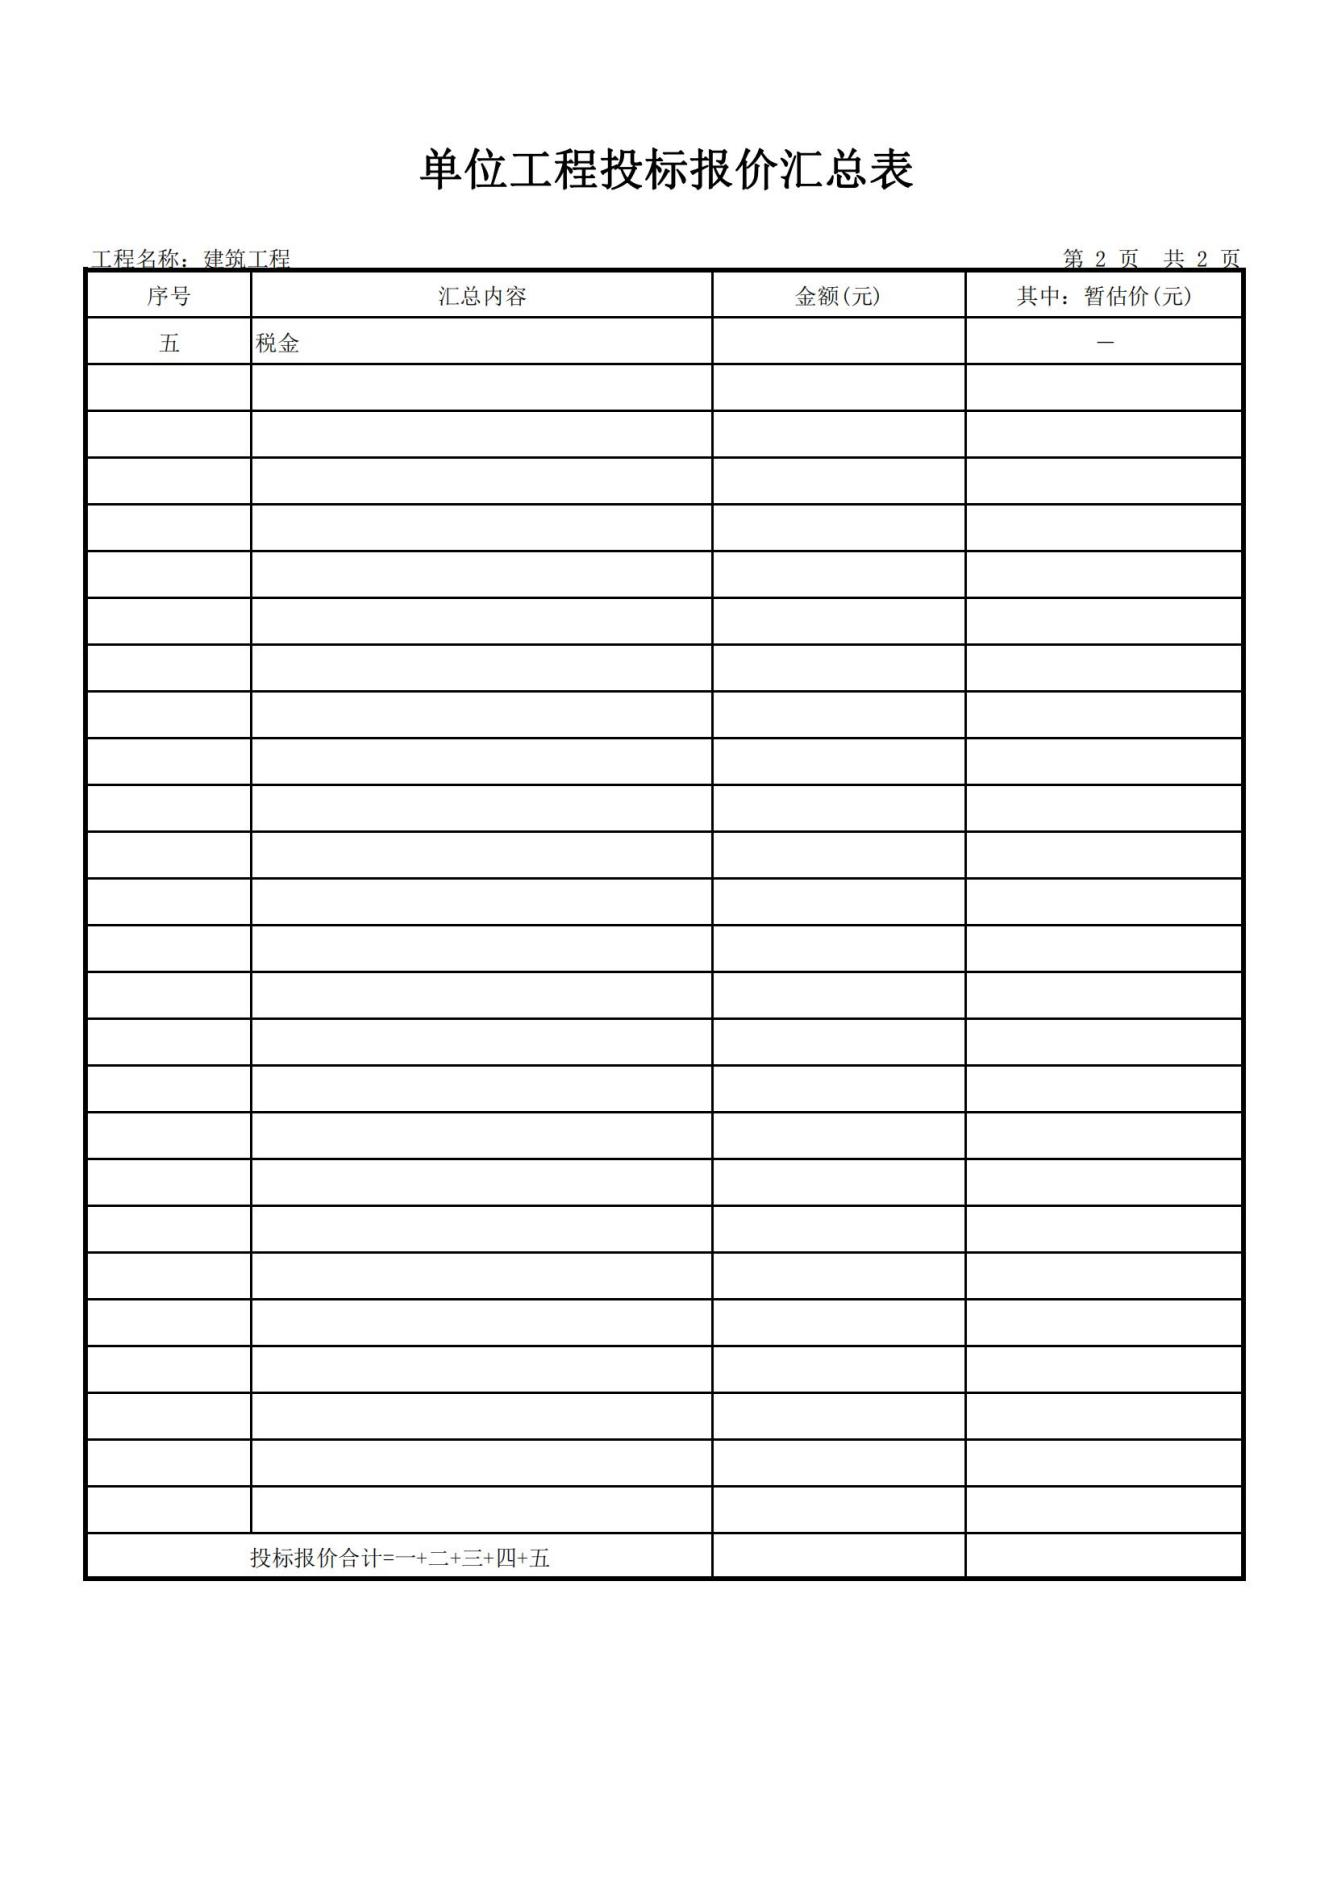 单位工程投标报价汇总表
工程名称：建筑工程 第 2 页 共 2 页
序号 汇总内容 金额(元) 其中：暂估价(元)
五 税金 —
投标报价合计=一+二+三+四+五